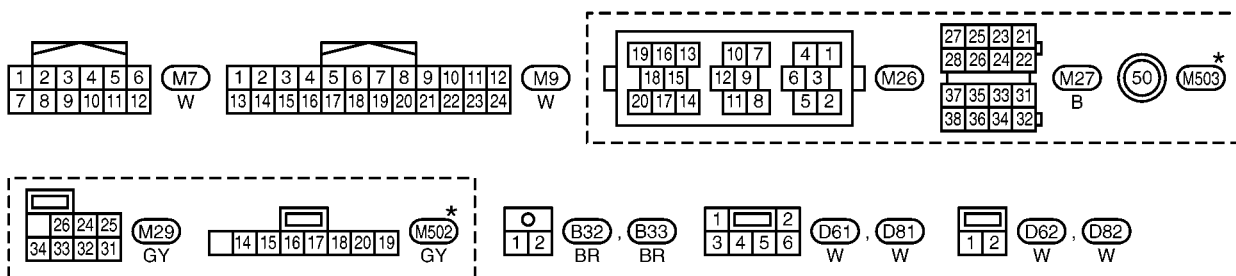 1 2 3 4 5 6
7 8 9 10 11 12
M7
W
1 2 3 4 5 6 7 8 9 10 11 12
13 14 15 16 17 18 19 20 21 22 23 24
M9
W
19 16 13 10 7 4 1
18 15 12 9 6 3
20 17 14 11 8 5 2
M26
27 25 23 21
28 26 24 22
37 35 33 31
38 36 34 32
M27
B
50
M503 *
26 24 25
34 33 32 31
M29
GY
14 15 16 17 18 20 19
M502 *
GY
1 2
B32 , B33
BR BR
1 2
3 4 5 6
D61 , D81
W W
1 2
D62 , D82
W W